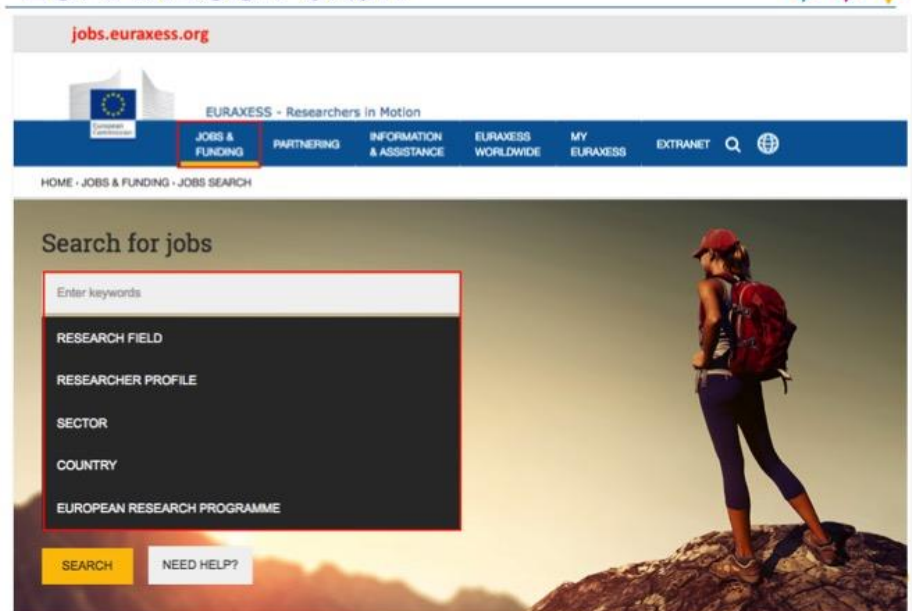 jobs.euraxess.org
European
Commission
EURAXESS - Researchers in Motion
JOBS &
FUNDING
PARTNERING
INFORMATION
& ASSISTANCE
EURAXESS
WORLDWIDE
MY
EURAXESS
EXTRANET
HOME › JOBS & FUNDING › JOBS SEARCH
Search for jobs
Enter keywords
RESEARCH FIELD
RESEARCHER PROFILE
SECTOR
COUNTRY
EUROPEAN RESEARCH PROGRAMME
SEARCH
NEED HELP?